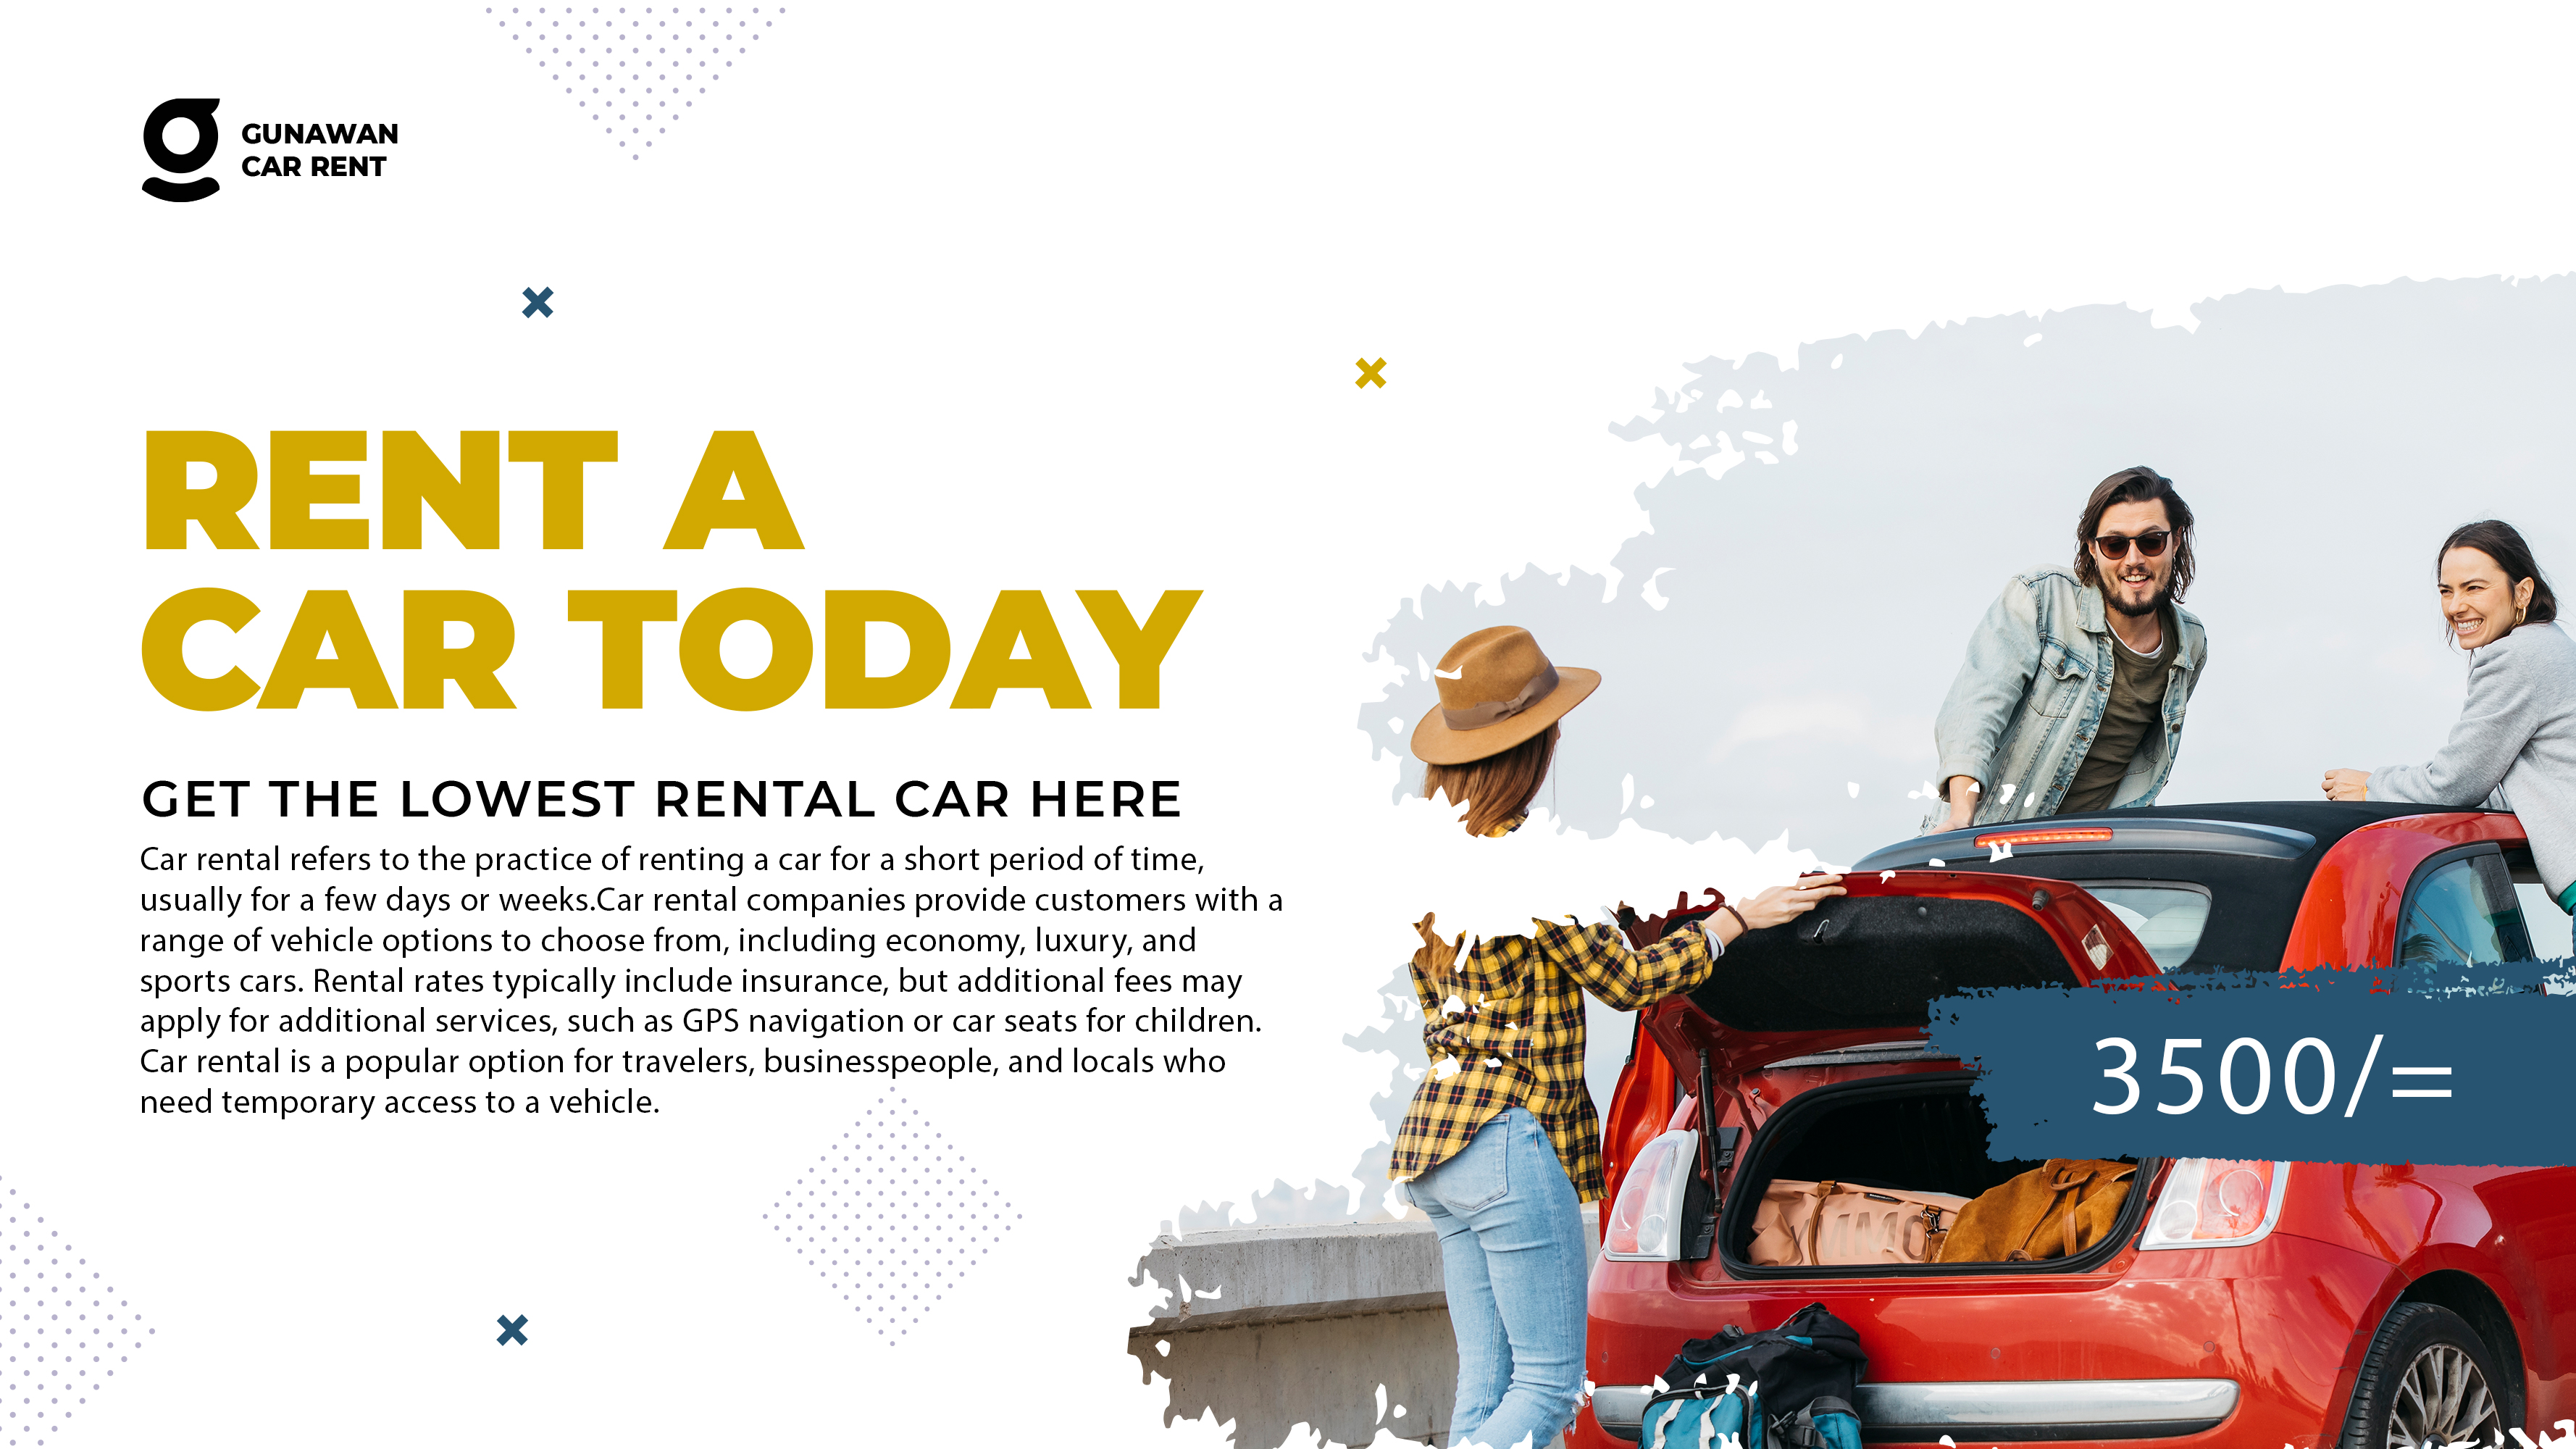 GUNAWAN
CAR RENT
RENT A
CAR TODAY
GET THE LOWEST RENTAL CAR HERE
Car rental refers to the practice of renting a car for a short period of time,
usually for a few days or weeks.Car rental companies provide customers with a
range of vehicle options to choose from, including economy, luxury, and
sports cars. Rental rates typically include insurance, but additional fees may
apply for additional services, such as GPS navigation or car seats for children.
Car rental is a popular option for travelers, businesspeople, and locals who
need temporary access to a vehicle.
3500/=